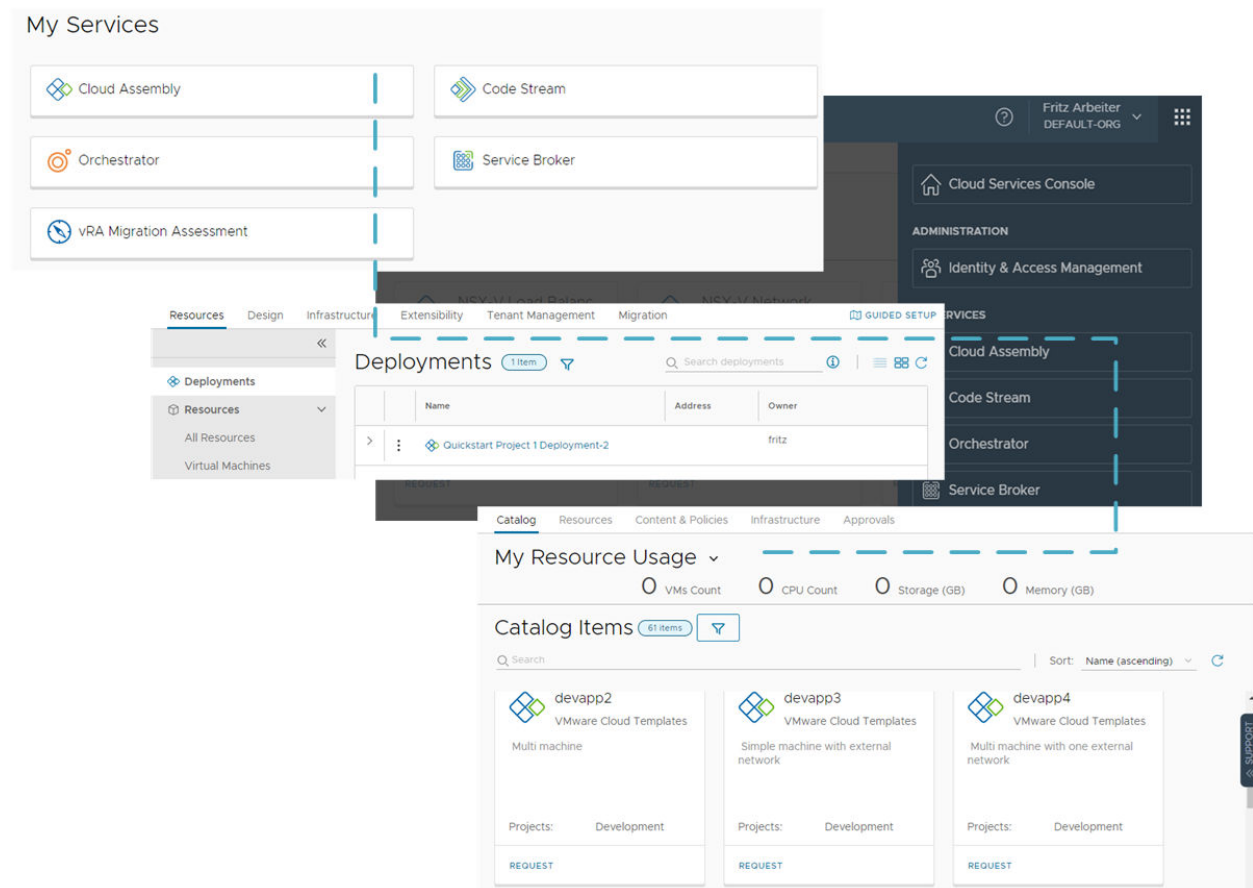 My Services
Cloud Assembly
Code Stream
Orchestrator
Service Broker
vRA Migration Assessment
Fritz Arbeiter
DEFAULT-ORG
Cloud Services Console
ADMINISTRATION
Identity & Access Management
Cloud Assembly
Code Stream
Orchestrator
Service Broker
NSX-V Network
REQUEST
REQUEST
Resources Design Infrastructure Extensibility Tenant Management Migration GUIDED SETUP
Deployments 1 Item Search deployments
Deployments
Resources
All Resources
Virtual Machines
Name Address Owner
Quickstart Project 1 Deployment-2 fritz
Catalog Resources Content & Policies Infrastructure Approvals
My Resource Usage
0 VMs Count 0 CPU Count 0 Storage (GB) 0 Memory (GB)
Catalog Items 61 items
Search Sort: Name (ascending)
devapp2
VMware Cloud Templates
Multi machine
Projects: Development
REQUEST
devapp3
VMware Cloud Templates
Simple machine with external
network
Projects: Development
REQUEST
devapp4
VMware Cloud Templates
Multi machine with one external
network
Projects: Development
REQUEST
SUPPORT